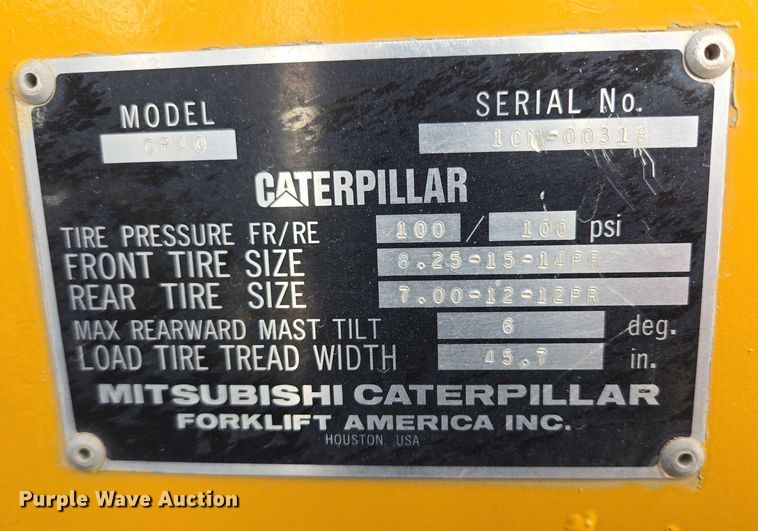 MODEL SERIAL No.
GP40 1CM-00318
CATERPILLAR
TIRE PRESSURE FR/RE 100 / 100 psi
FRONT TIRE SIZE 8.25-15-14PR
REAR TIRE SIZE 7.00-12-12PR
MAX REARWARD MAST TILT 6 deg.
LOAD TIRE TREAD WIDTH 45.7 in.
MITSUBISHI CATERPILLAR
FORKLIFT AMERICA INC.
HOUSTON, USA
Purple Wave Auction